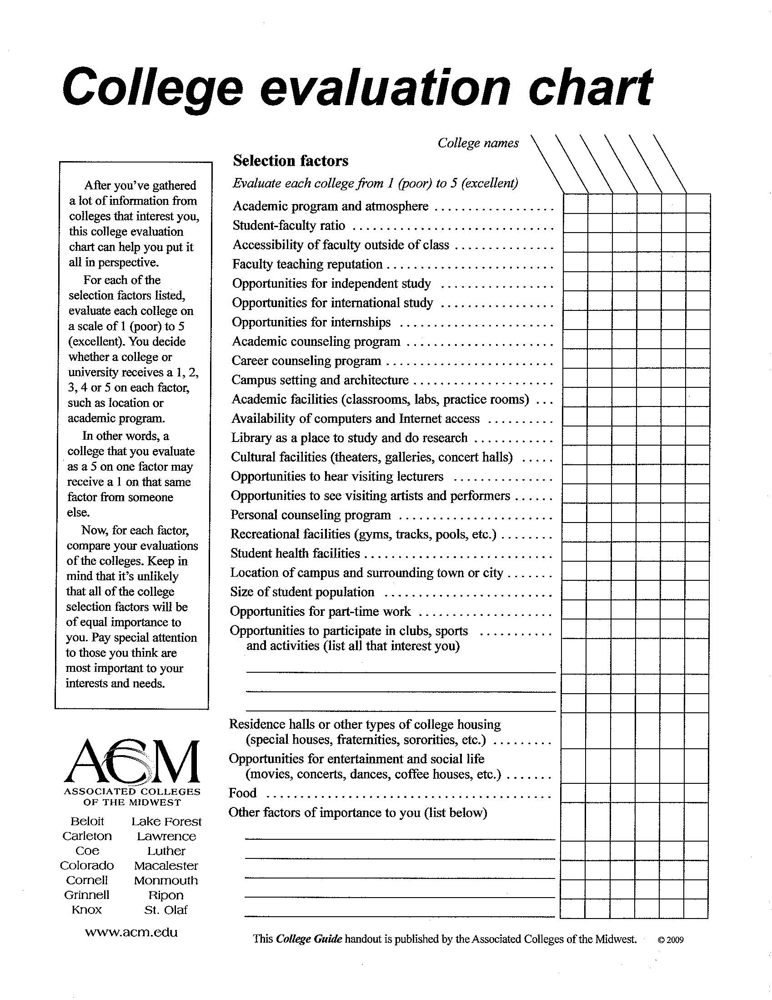 College evaluation chart
College names
Selection factors
Evaluate each college from 1 (poor) to 5 (excellent)
After you've gathered
a lot of information from
colleges that interest you,
this college evaluation
chart can help you put it
all in perspective.
For each of the
selection factors listed,
evaluate each college on
a scale of 1 (poor) to 5
(excellent). You decide
whether a college or
university receives a 1, 2,
3, 4 or 5 on each factor,
such as location or
academic program.
In other words, a
college that you evaluate
as a 5 on one factor may
receive a 1 on that same
factor from someone
else.
Now, for each factor,
compare your evaluations
of the colleges. Keep in
mind that it's unlikely
that all of the college
selection factors will be
of equal importance to
you. Pay special attention
to those you think are
most important to your
interests and needs.
Academic program and atmosphere . . . . . . . . . . . . . . . . . .
Student-faculty ratio . . . . . . . . . . . . . . . . . . . . . . . . . . . . . .
Accessibility of faculty outside of class . . . . . . . . . . . . . . .
Faculty teaching reputation . . . . . . . . . . . . . . . . . . . . . . . . .
Opportunities for independent study . . . . . . . . . . . . . . . . .
Opportunities for international study . . . . . . . . . . . . . . . . .
Opportunities for internships . . . . . . . . . . . . . . . . . . . . . . .
Academic counseling program . . . . . . . . . . . . . . . . . . . . . .
Career counseling program . . . . . . . . . . . . . . . . . . . . . . . . .
Campus setting and architecture . . . . . . . . . . . . . . . . . . . . .
Academic facilities (classrooms, labs, practice rooms) . . .
Availability of computers and Internet access . . . . . . . . . .
Library as a place to study and do research . . . . . . . . . . . .
Cultural facilities (theaters, galleries, concert halls) . . . . .
Opportunities to hear visiting lecturers . . . . . . . . . . . . . . .
Opportunities to see visiting artists and performers . . . . . .
Personal counseling program . . . . . . . . . . . . . . . . . . . . . . .
Recreational facilities (gyms, tracks, pools, etc.) . . . . . . . .
Student health facilities . . . . . . . . . . . . . . . . . . . . . . . . . . . .
Location of campus and surrounding town or city . . . . . . .
Size of student population . . . . . . . . . . . . . . . . . . . . . . . . .
Opportunities for part-time work . . . . . . . . . . . . . . . . . . . .
Opportunities to participate in clubs, sports . . . . . . . . . . .
and activities (list all that interest you)
Residence halls or other types of college housing
(special houses, fraternities, sororities, etc.) . . . . . . . . .
Opportunities for entertainment and social life
(movies, concerts, dances, coffee houses, etc.) . . . . . . .
Food . . . . . . . . . . . . . . . . . . . . . . . . . . . . . . . . . . . . . . . . . .
Other factors of importance to you (list below)
ACM
ASSOCIATED COLLEGES
OF THE MIDWEST
Beloit Lake Forest
Carleton Lawrence
Coe Luther
Colorado Macalester
Cornell Monmouth
Grinnell Ripon
Knox St. Olaf
www.acm.edu
This College Guide handout is published by the Associated Colleges of the Midwest. © 2009